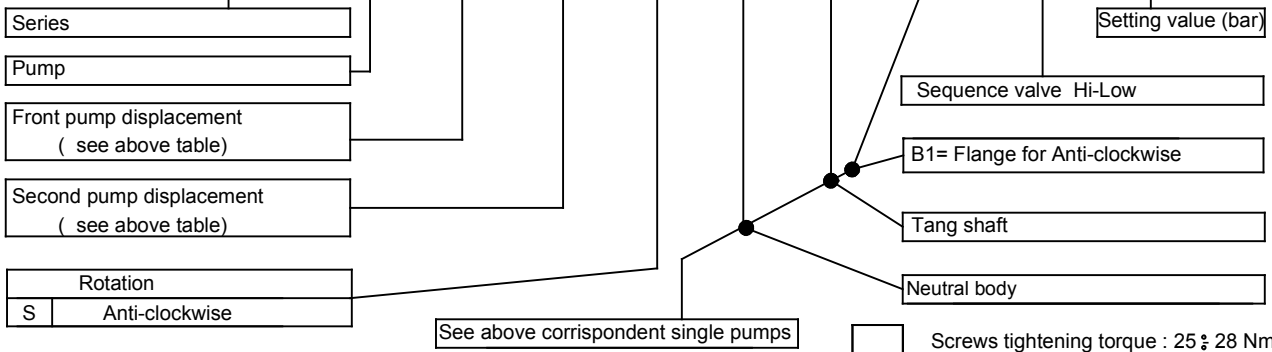 Series
Setting value (bar)
Pump
Sequence valve Hi-Low
Front pump displacement
( see above table)
B1= Flange for Anti-clockwise
Second pump displacement
( see above table)
Tang shaft
Rotation
S Anti-clockwise
Neutral body
See above corrispondent single pumps
Screws tightening torque : 25 ÷ 28 Nm